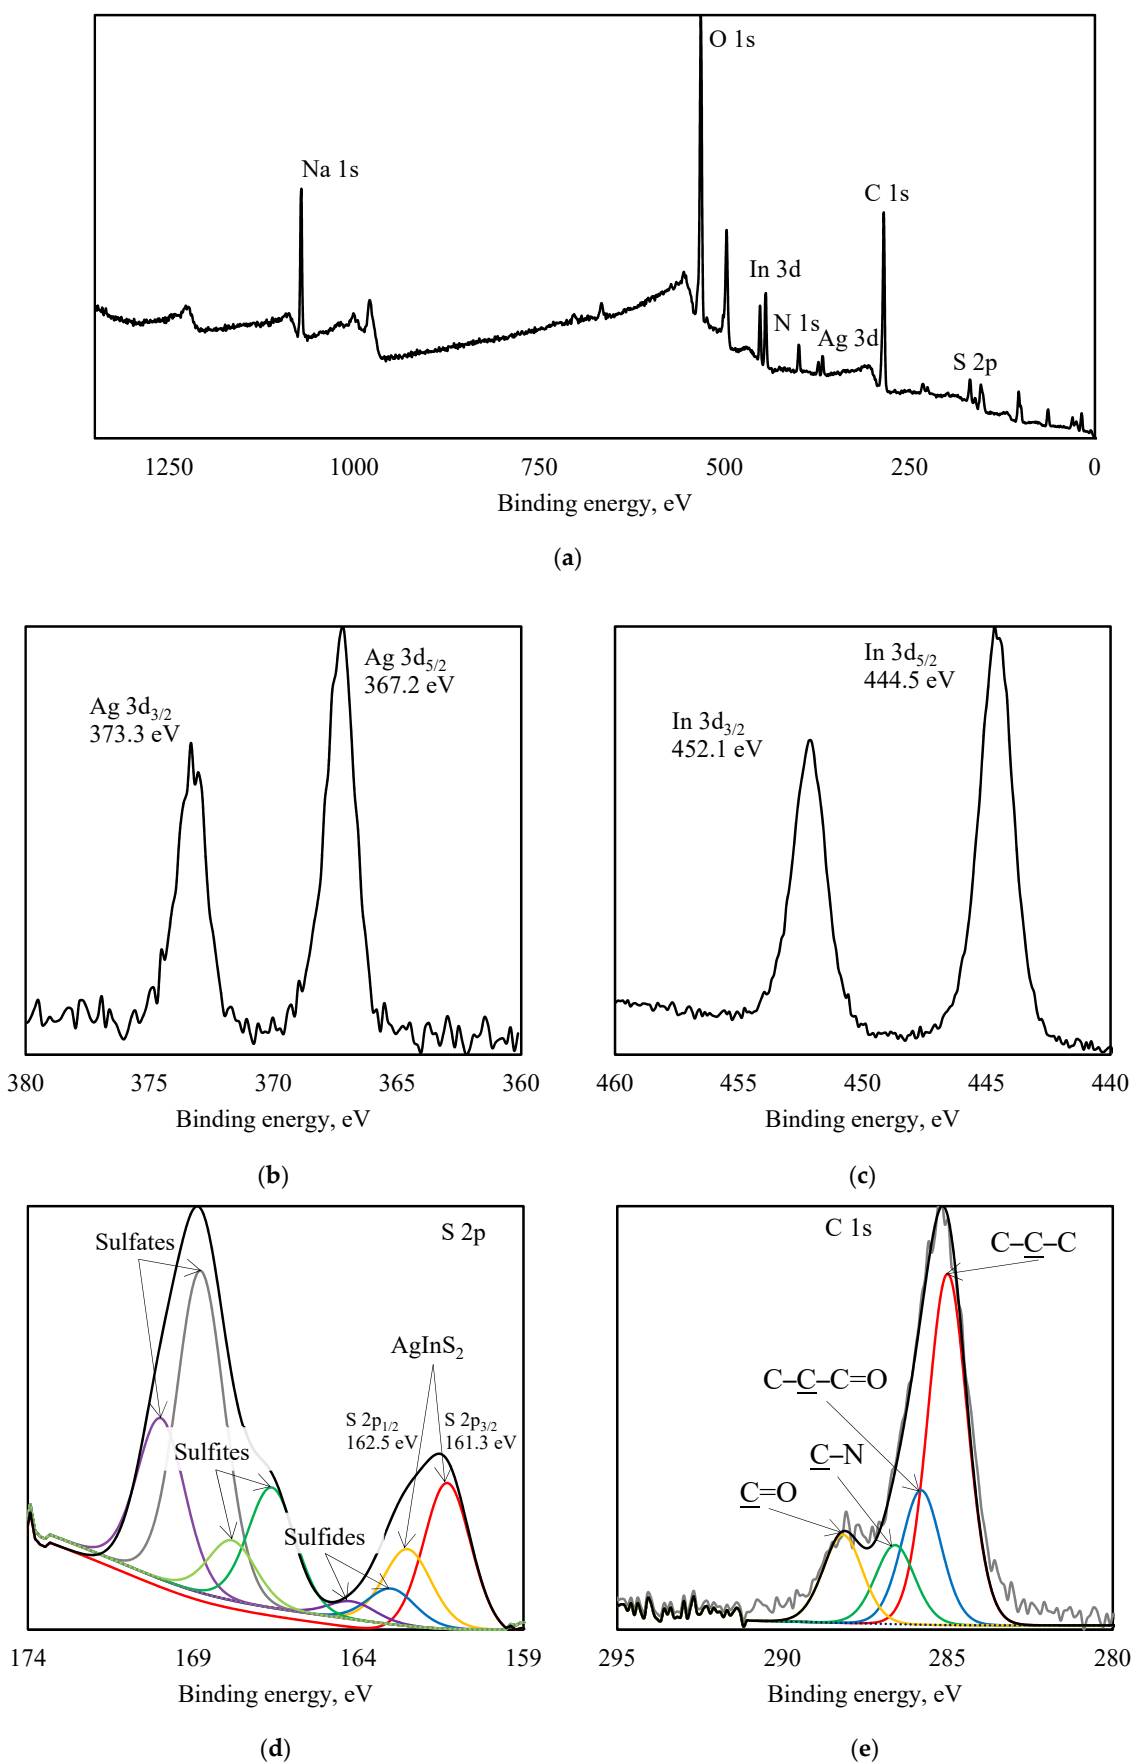 O 1s
Na 1s
C 1s
In 3d
N 1s
Ag 3d
S 2p
1250 1000 750 500 250 0
Binding energy, eV
(a)
Ag 3d5/2
367.2 eV
Ag 3d3/2
373.3 eV
380 375 370 365 360
Binding energy, eV
(b)
In 3d5/2
444.5 eV
In 3d3/2
452.1 eV
460 455 450 445 440
Binding energy, eV
(c)
S 2p
Sulfates
AgInS2
S 2p1/2
162.5 eV
S 2p3/2
161.3 eV
Sulfites
Sulfides
174 169 164 159
Binding energy, eV
(d)
C 1s
C–C–C
C–C–C=O
C–N
C=O
295 290 285 280
Binding energy, eV
(e)